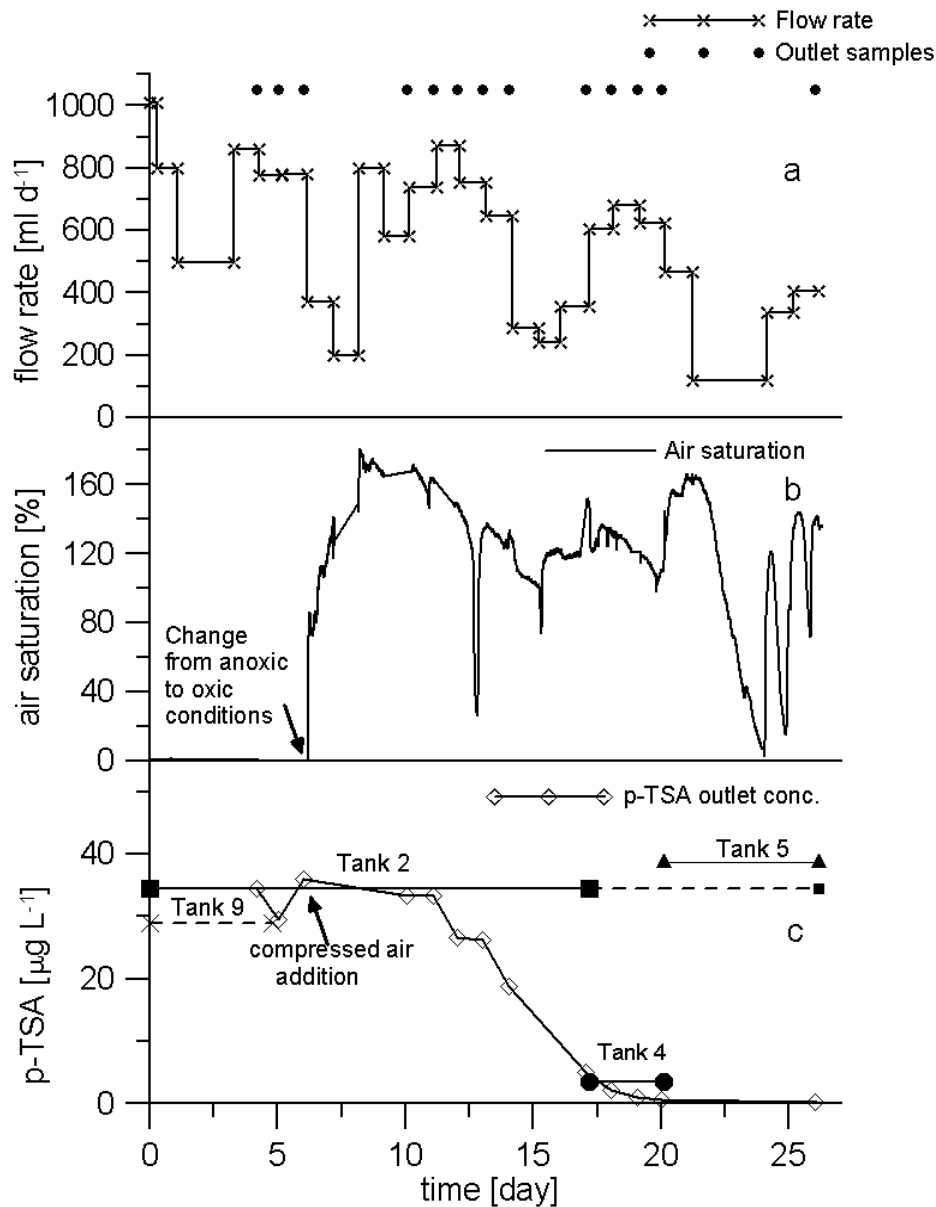 Flow rate
Outlet samples
1000
800
600
400
200
0
flow rate [ml d⁻¹]
a
Air saturation
b
160
120
80
40
0
air saturation [%]
Change
from anoxic
to oxic
conditions
p-TSA outlet conc.
40
20
0
p-TSA [µg L⁻¹]
Tank 2
Tank 5
Tank 9
c
compressed air
addition
Tank 4
0 5 10 15 20 25
time [day]